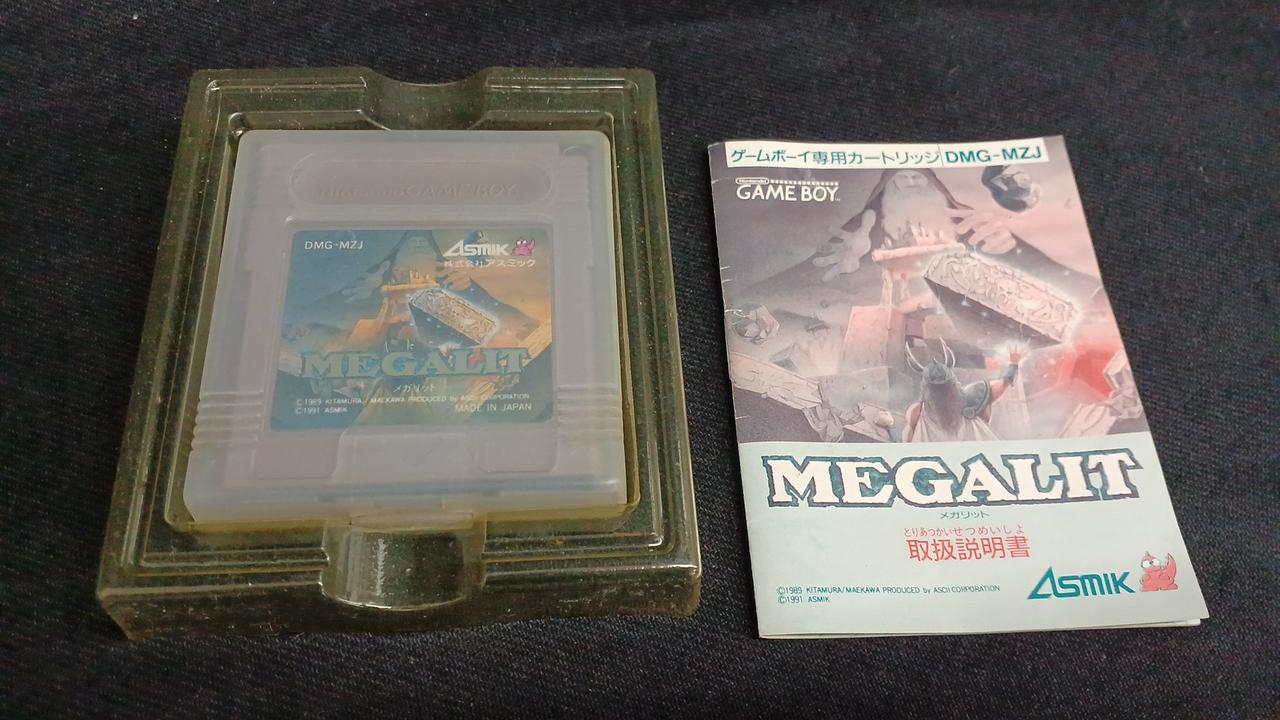 Nintendo GAME BOY
DMG-MZJ
ASMIK
株式会社アスミック
MEGALIT
メガリット
©1989 KITAMURA/MAEKAWA PRODUCED by ASCII CORPORATION
©1991 ASMIK
MADE IN JAPAN
ゲームボーイ専用カートリッジ DMG-MZJ
Nintendo
GAME BOY™
MEGALIT
メガリット
とりあつかいせつめいしょ
取扱説明書
©1989 KITAMURA/MAEKAWA PRODUCED by ASCII CORPORATION
©1991 ASMIK
ASMIK